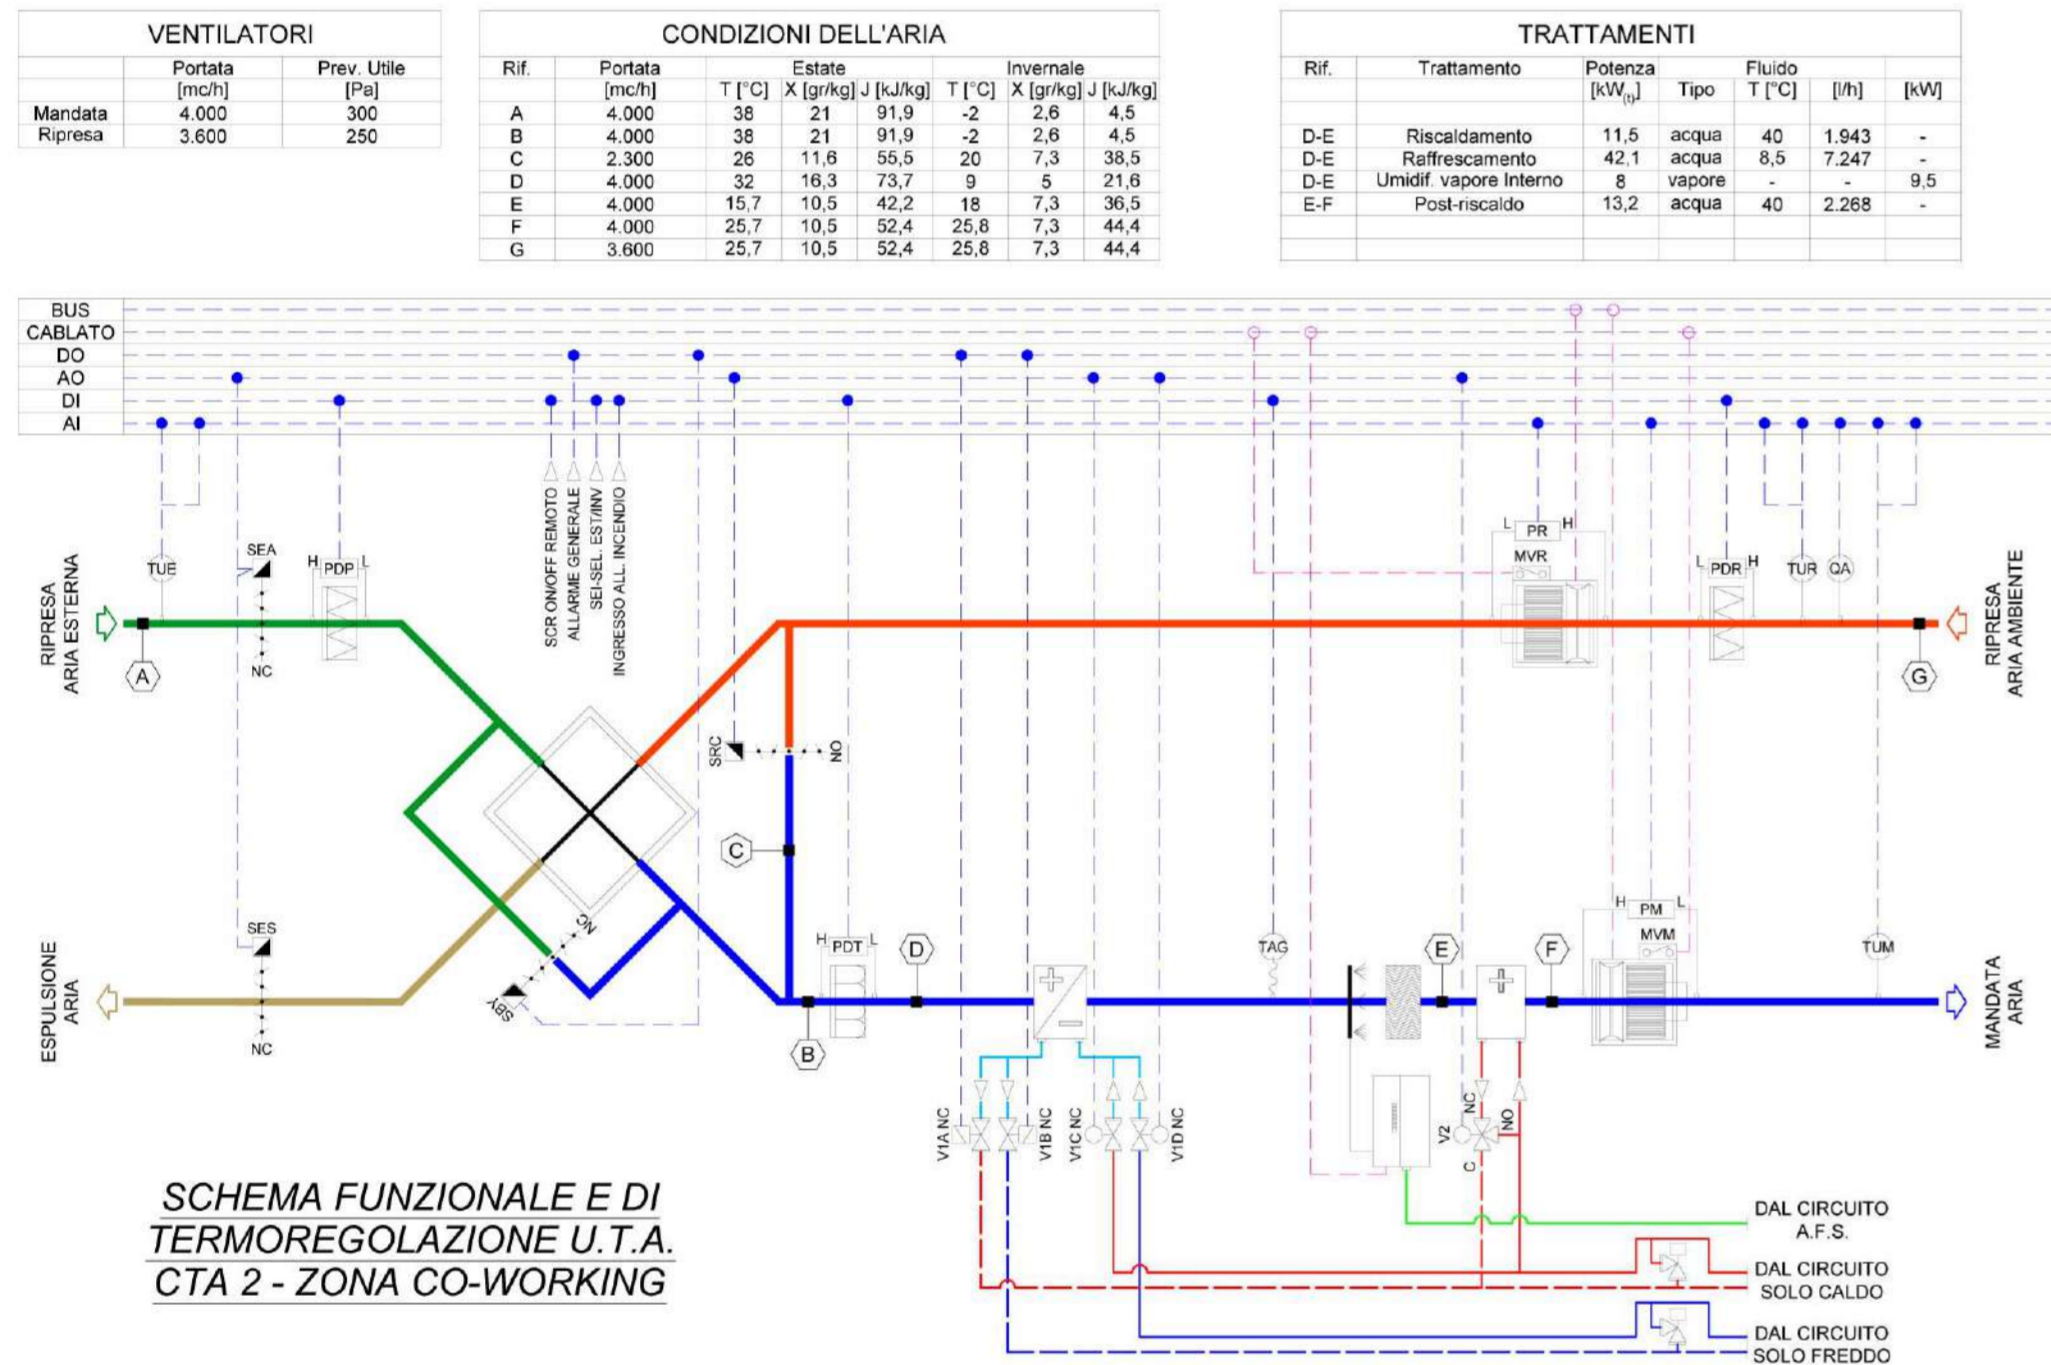 VENTILATORI
Portata Prev. Utile
[mc/h] [Pa]
Mandata 4.000 300
Ripresa 3.600 250
CONDIZIONI DELL'ARIA
Rif. Portata Estate Invernale
[mc/h] T [°C] X [gr/kg] J [kJ/kg] T [°C] X [gr/kg] J [kJ/kg]
A 4.000 38 21 91,9 -2 2,6 4,5
B 4.000 38 21 91,9 -2 2,6 4,5
C 2.300 26 11,6 55,5 20 7,3 38,5
D 4.000 32 16,3 73,7 9 5 21,6
E 4.000 15,7 10,5 42,2 18 7,3 36,5
F 4.000 25,7 10,5 52,4 25,8 7,3 44,4
G 3.600 25,7 10,5 52,4 25,8 7,3 44,4
TRATTAMENTI
Rif. Trattamento Potenza Fluido
[kW(t)] Tipo T [°C] [l/h] [kW]
D-E Riscaldamento 11,5 acqua 40 1.943 -
D-E Raffrescamento 42,1 acqua 8,5 7.247 -
D-E Umidif. vapore Interno 8 vapore - - 9,5
E-F Post-riscaldo 13,2 acqua 40 2.268 -
BUS
CABLATO
DO
AO
DI
AI
SCR ON/OFF REMOTO
ALLARME GENERALE
SEI-SEL. EST/INV
INGRESSO ALL. INCENDIO
RIPRESA
ARIA ESTERNA
TUE
SEA
NC
H PDP L
A
L PR H
MVR
L PDR H
TUR
QA
G
RIPRESA
ARIA AMBIENTE
SRC
NO
C
ESPULSIONE
ARIA
SES
NC
NC
SBY
B
H PDT L
D
TAG
E
F
H PM L
MVM
TUM
MANDATA
ARIA
V1A NC
V1B NC
V1C NC
V1D NC
V2
NC
NO
C
SCHEMA FUNZIONALE E DI
TERMOREGOLAZIONE U.T.A.
CTA 2 - ZONA CO-WORKING
DAL CIRCUITO
A.F.S.
DAL CIRCUITO
SOLO CALDO
DAL CIRCUITO
SOLO FREDDO